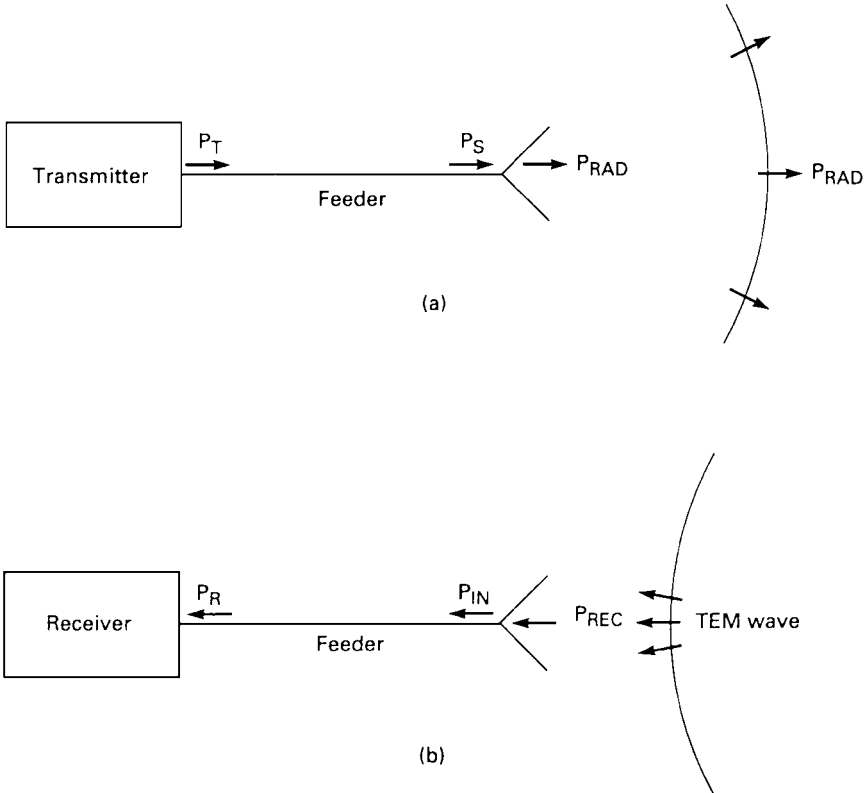 P_T
P_S
Transmitter
Feeder
P_RAD
P_RAD
(a)
P_R
P_IN
Receiver
Feeder
P_REC
TEM wave
(b)